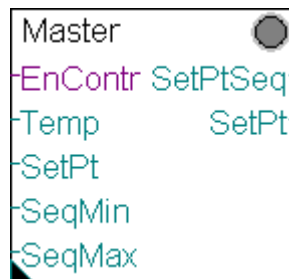 Master
EnContr SetPtSeq
Temp SetPt
SetPt
SeqMin
SeqMax